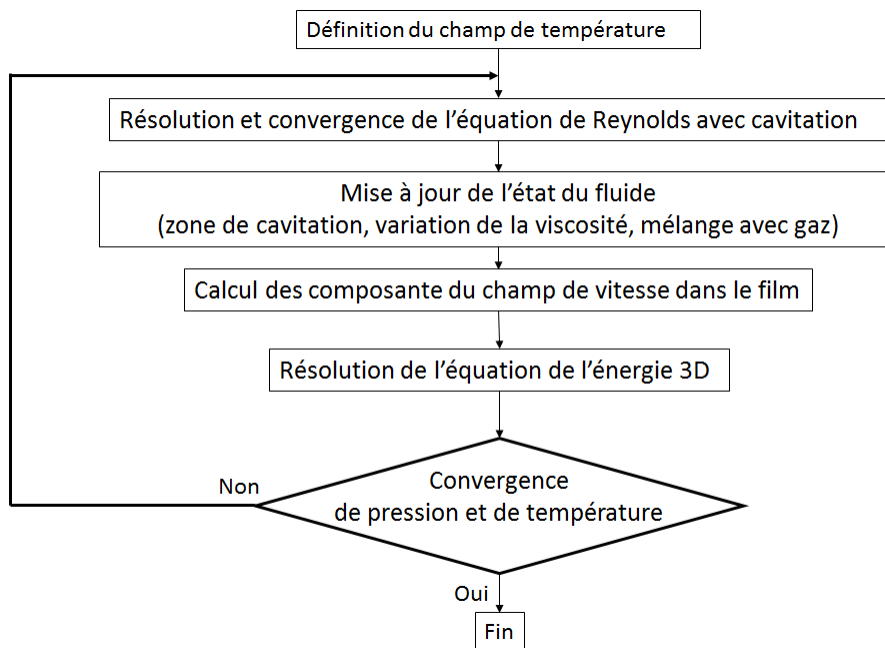 Définition du champ de température
Résolution et convergence de l’équation de Reynolds avec cavitation
Mise à jour de l’état du fluide
(zone de cavitation, variation de la viscosité, mélange avec gaz)
Calcul des composante du champ de vitesse dans le film
Résolution de l’équation de l’énergie 3D
Non
Convergence
de pression et de température
Oui
Fin